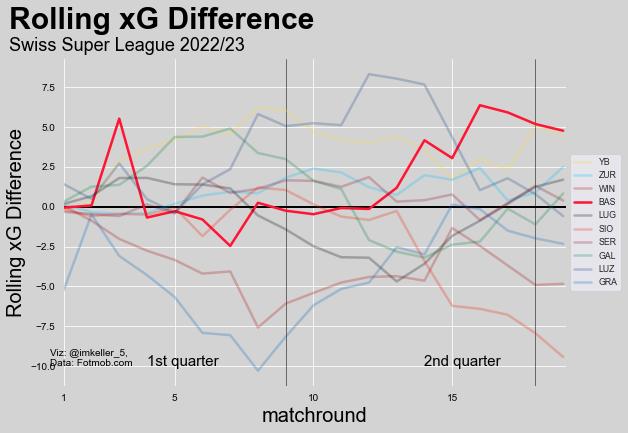 Rolling xG Difference
Swiss Super League 2022/23
Rolling xG Difference
7.5
5.0
2.5
0.0
−2.5
−5.0
−7.5
−10.0
Viz: @imkeller_5,
Data: Fotmob.com
1st quarter
2nd quarter
1
5
10
15
matchround
YB
ZUR
WIN
BAS
LUG
SIO
SER
GAL
LUZ
GRA